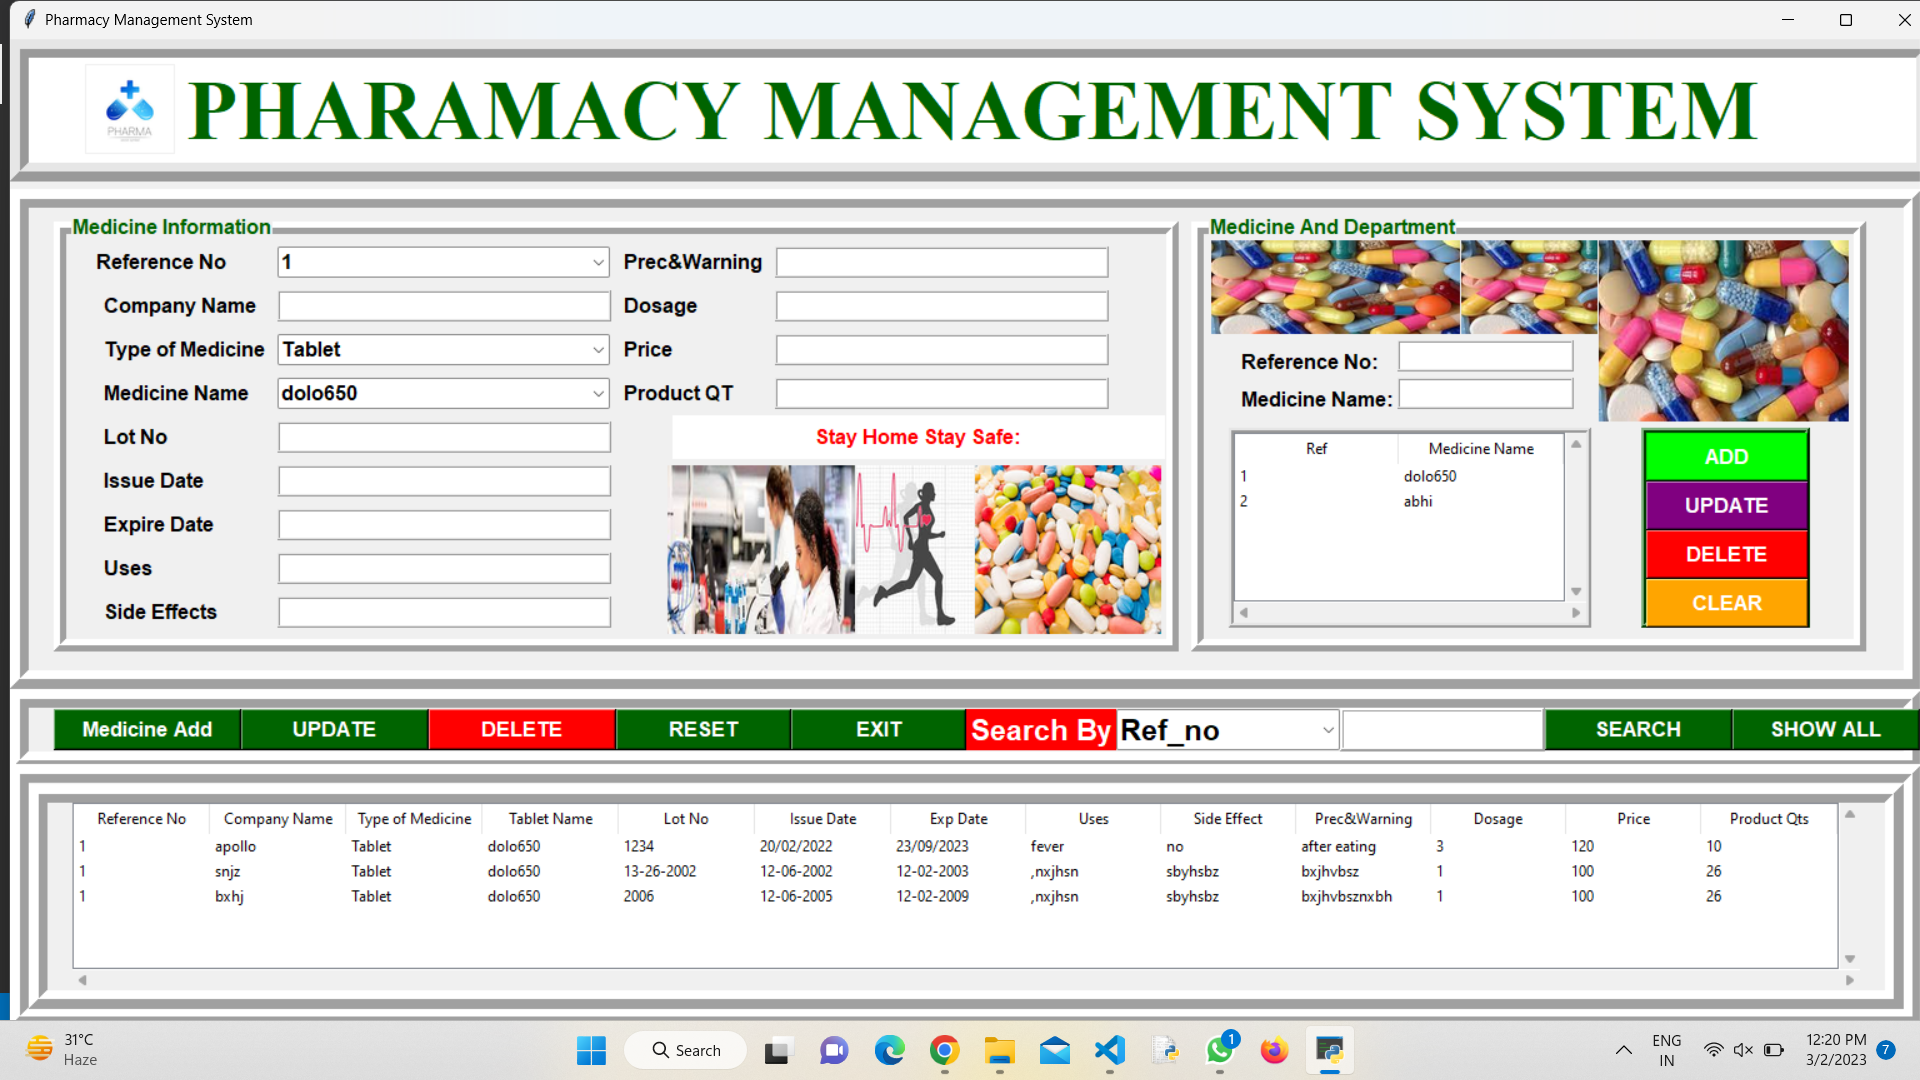 Pharmacy Management System
PHARMA
PHARAMACY MANAGEMENT SYSTEM
Medicine Information
Reference No 1 Prec&Warning
Company Name Dosage
Type of Medicine Tablet Price
Medicine Name dolo650 Product QT
Lot No
Issue Date
Expire Date
Uses
Side Effects
Stay Home Stay Safe:
Medicine And Department
Reference No:
Medicine Name:
Ref Medicine Name
1 dolo650
2 abhi
ADD
UPDATE
DELETE
CLEAR
Medicine Add UPDATE DELETE RESET EXIT Search By Ref_no SEARCH SHOW ALL
Reference No Company Name Type of Medicine Tablet Name Lot No Issue Date Exp Date Uses Side Effect Prec&Warning Dosage Price Product Qts
1 apollo Tablet dolo650 1234 20/02/2022 23/09/2023 fever no after eating 3 120 10
1 snjz Tablet dolo650 13-26-2002 12-06-2002 12-02-2003 ,nxjhsn sbyhsbz bxjhvbsz 1 100 26
1 bxhj Tablet dolo650 2006 12-06-2005 12-02-2009 ,nxjhsn sbyhsbz bxjhvbsznxbh 1 100 26
31°C
Haze
Search
1
ENG
IN
12:20 PM
3/2/2023
7